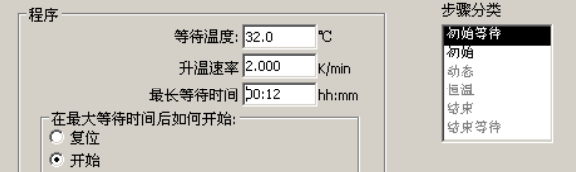 程序
等待温度: 32.0 ℃
升温速率 2.000 K/min
最长等待时间 00:12 hh:mm
在最大等待时间后如何开始:
复位
开始
步骤分类
初始等待
初始
动态
恒温
结束
结束等待